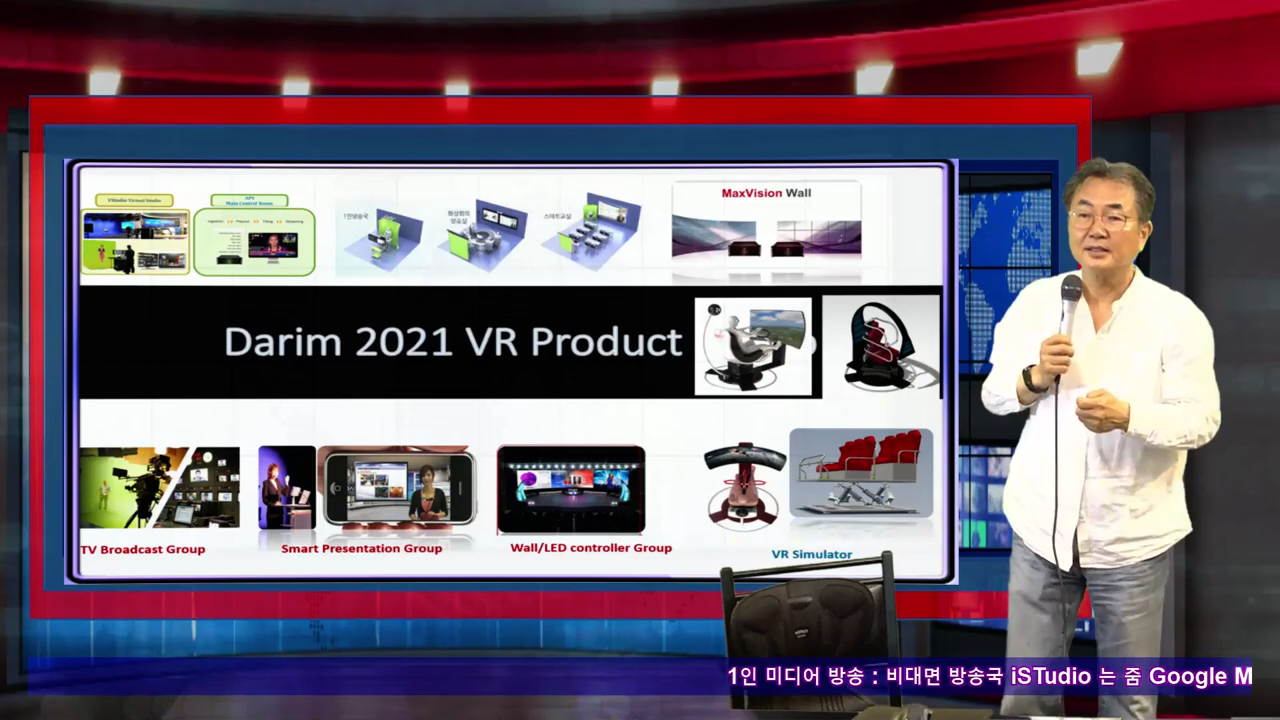 VStudio Virtual Studio
APS
Main Control Room
1인방송국
화상회의
방송실
스마트교실
MaxVision Wall
Darim 2021 VR Product
TV Broadcast Group
Smart Presentation Group
Wall/LED controller Group
VR Simulator
1인 미디어 방송 : 비대면 방송국 iSTudio 는 줌 Google M